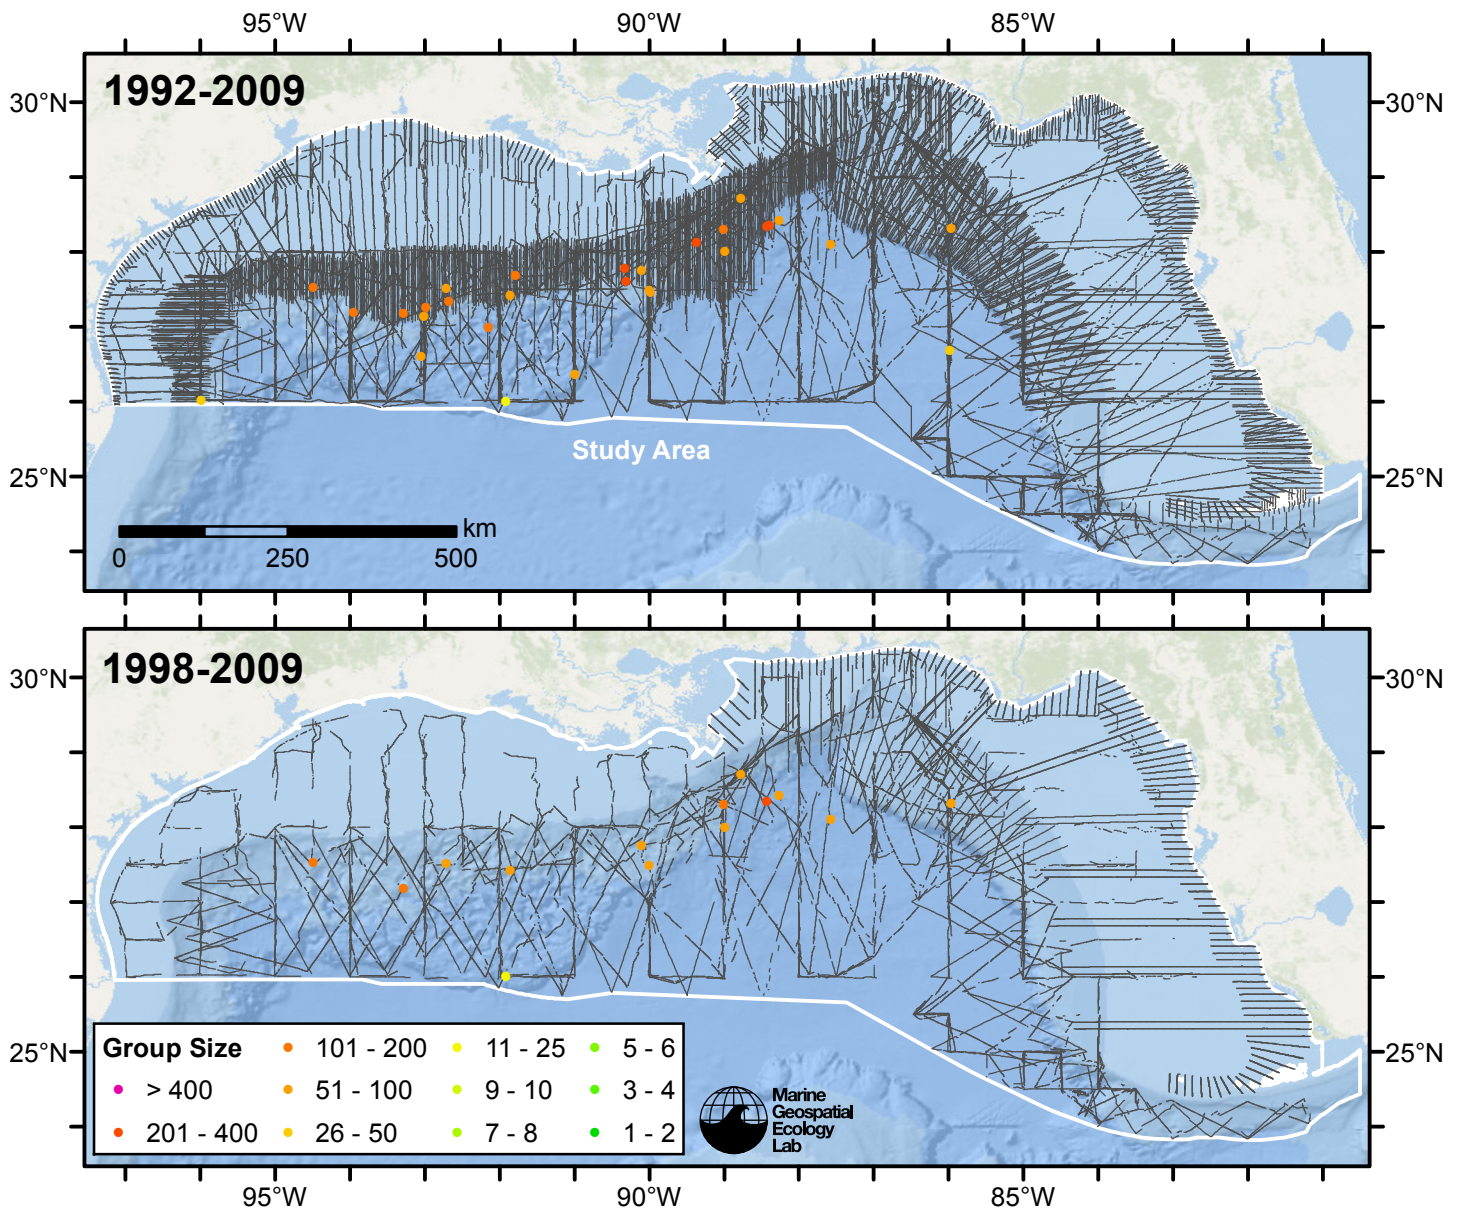 95°W 90°W 85°W
1992-2009
30°N 30°N
Study Area
25°N 25°N
km
0 250 500
1998-2009
30°N 30°N
25°N 25°N
Group Size 101 - 200 11 - 25 5 - 6
> 400 51 - 100 9 - 10 3 - 4
201 - 400 26 - 50 7 - 8 1 - 2
Marine
Geospatial
Ecology
Lab
95°W 90°W 85°W